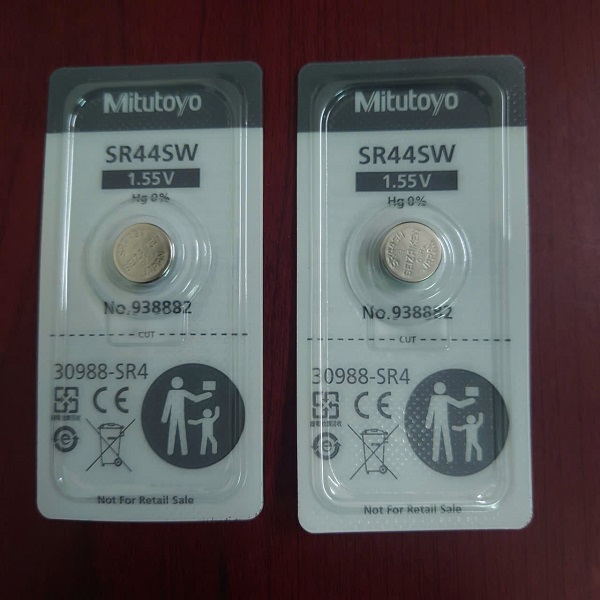 Mitutoyo
SR44SW
1.55V
Hg 0%
No.938882
CUT
30988-SR4
CE
Not For Retail Sale
Mitutoyo
SR44SW
1.55V
Hg 0%
No.938882
CUT
30988-SR4
CE
Not For Retail Sale